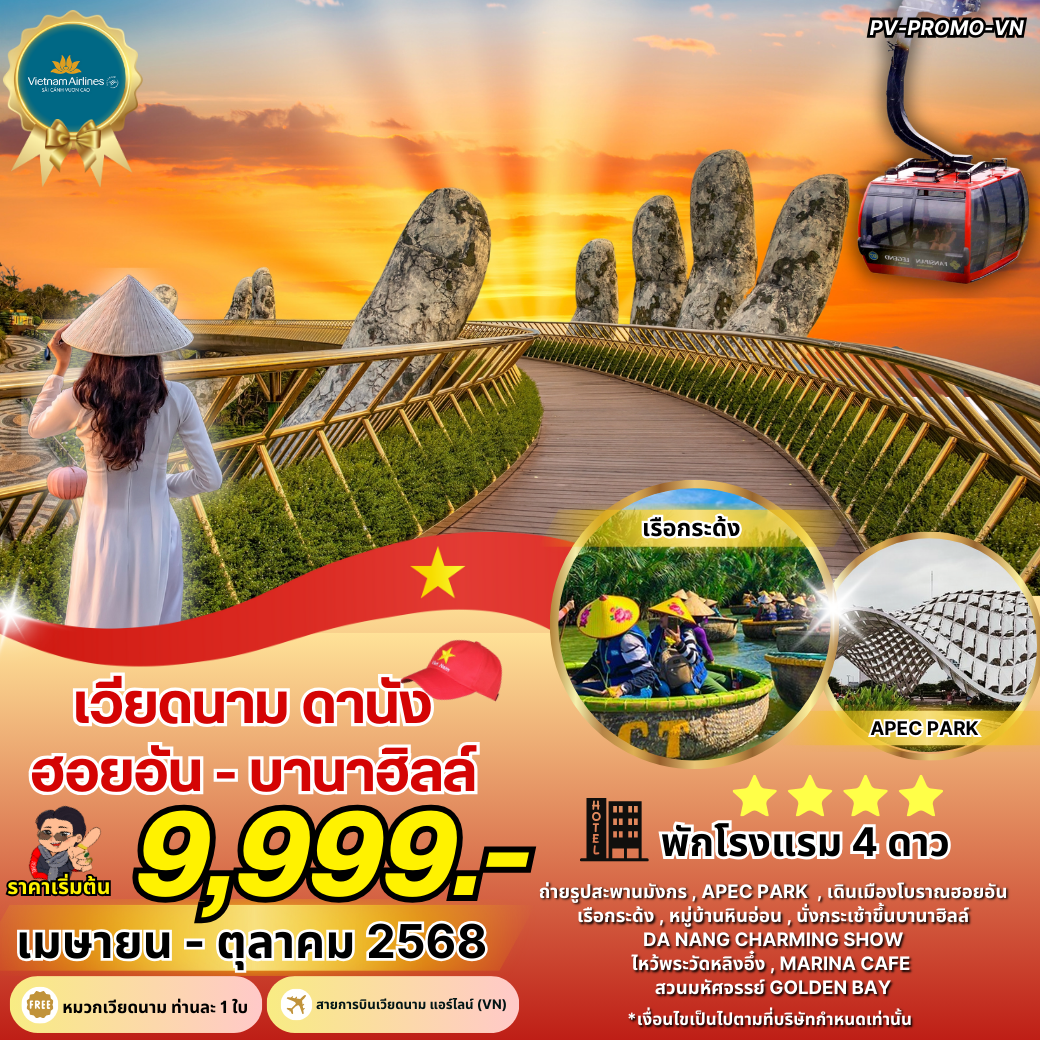 PV-PROMO-VN
Vietnam Airlines
SẢI CÁNH VƯƠN CAO
FANSIPAN LEGEND
เรือกระด้ง
APEC PARK
เวียดนาม ดานัง
ฮอยอัน - บานาฮิลล์
ราคาเริ่มต้น
9,999.-
เมษายน - ตุลาคม 2568
FREE
หมวกเวียดนาม ท่านละ 1 ใบ
สายการบินเวียดนาม แอร์ไลน์ (VN)
HOTEL
พักโรงแรม 4 ดาว
ถ่ายรูปสะพานมังกร , APEC PARK , เดินเมืองโบราณฮอยอัน
เรือกระด้ง , หมู่บ้านหินอ่อน , นั่งกระเช้าขึ้นบานาฮิลล์
DA NANG CHARMING SHOW
ไหว้พระวัดหลิงอึ๋ง , MARINA CAFE
สวนมหัศจรรย์ GOLDEN BAY
*เงื่อนไขเป็นไปตามที่บริษัทกำหนดเท่านั้น